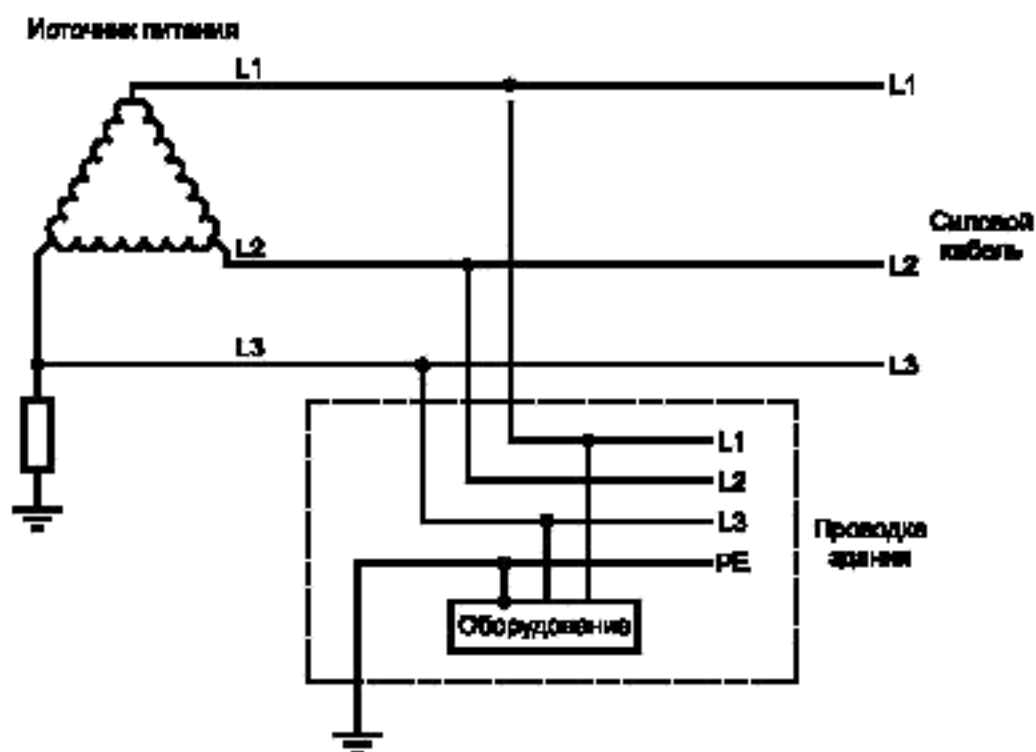 Источник питания
L1
L1
L2
Силовой
кабель
L2
L3
L3
L1
L2
L3
PE
Проводка
здания
Оборудование